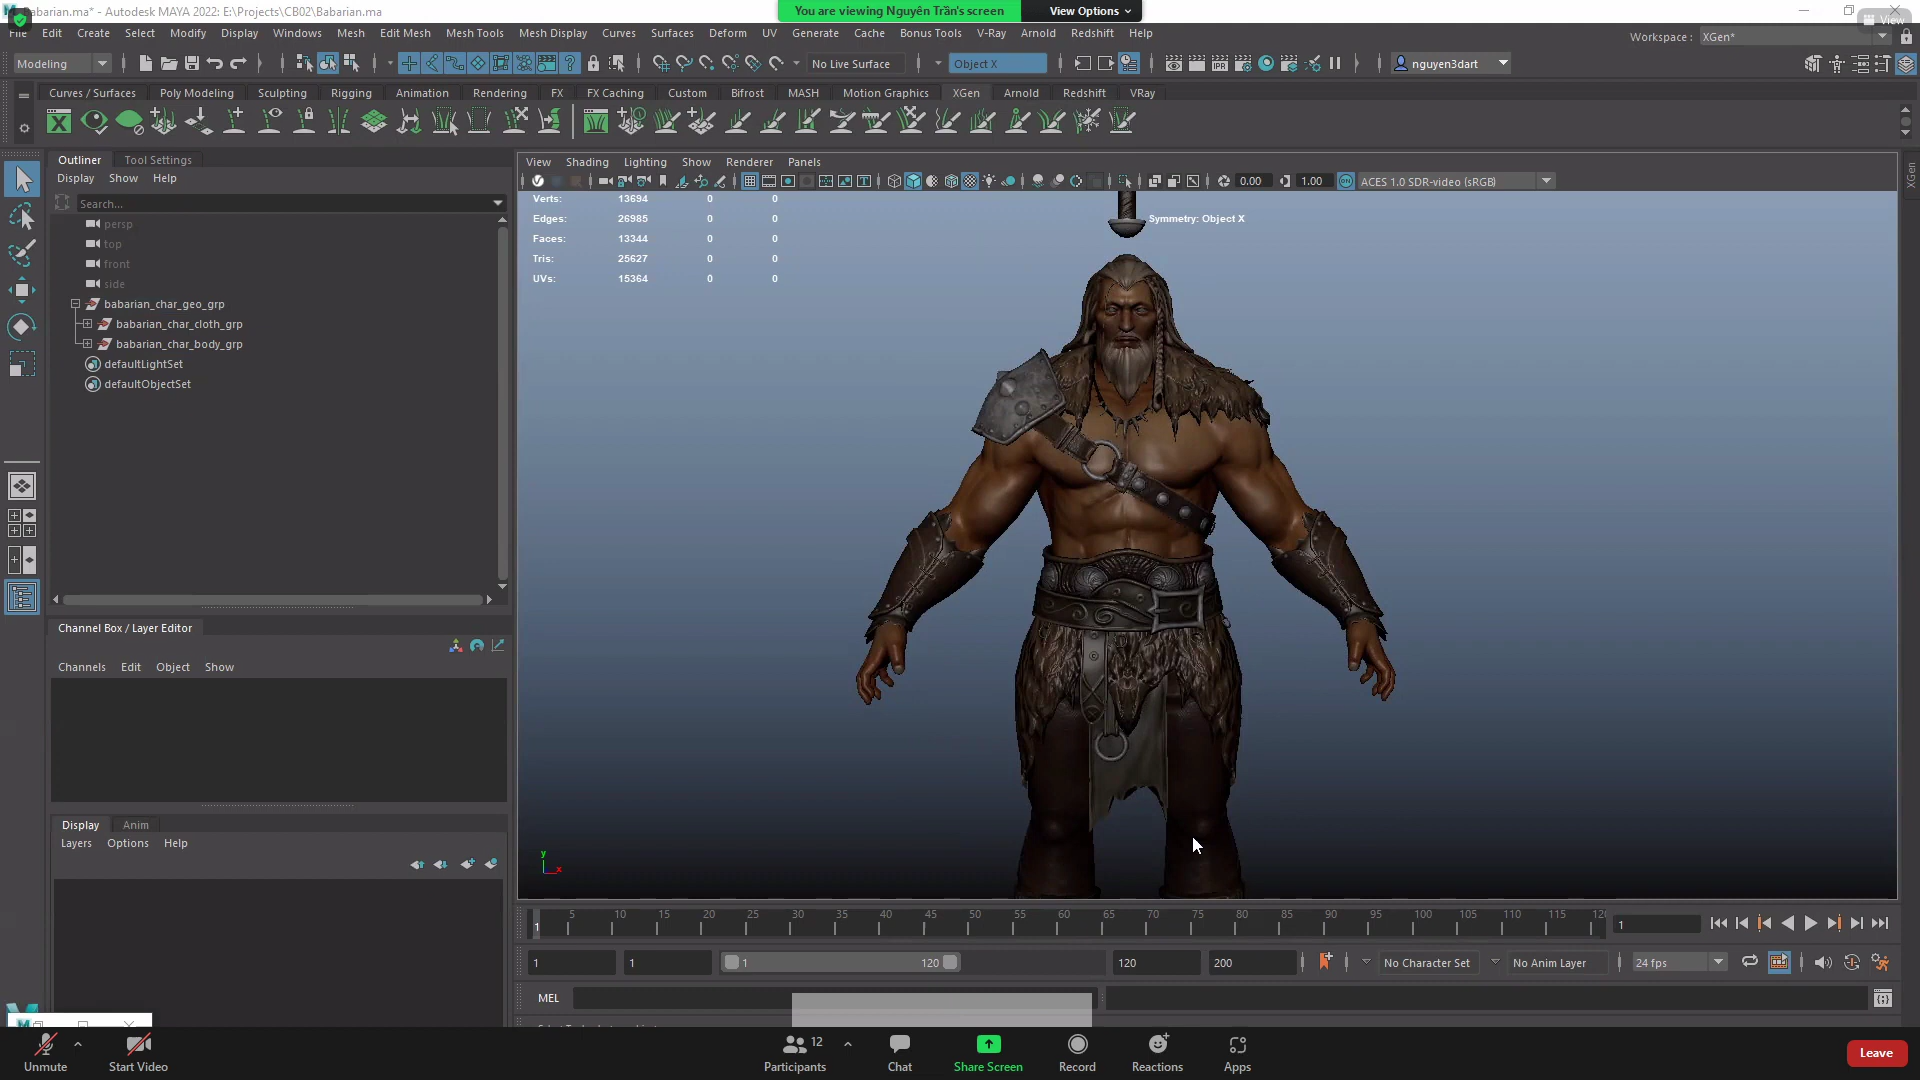 Babarian.ma* - Autodesk MAYA 2022: E:\Projects\CB02\Babarian.ma
You are viewing Nguyên Trần's screen
View Options
View
File Edit Create Select Modify Display Windows Mesh Edit Mesh Mesh Tools Mesh Display Curves Surfaces Deform UV Generate Cache Bonus Tools V-Ray Arnold Redshift Help
Workspace : XGen*
Modeling
No Live Surface
Object X
IPR
nguyen3dart
Curves / Surfaces Poly Modeling Sculpting Rigging Animation Rendering FX FX Caching Custom Bifrost MASH Motion Graphics XGen Arnold Redshift VRay
Outliner Tool Settings
Display Show Help
Search...
persp
top
front
side
babarian_char_geo_grp
babarian_char_cloth_grp
babarian_char_body_grp
defaultLightSet
defaultObjectSet
View Shading Lighting Show Renderer Panels
0.00 1.00 ON ACES 1.0 SDR-video (sRGB)
XGen
Verts: 13694 0 0
Edges: 26985 0 0
Faces: 13344 0 0
Tris: 25627 0 0
UVs: 15364 0 0
Symmetry: Object X
y
x
Channel Box / Layer Editor
Channels Edit Object Show
Display Anim
Layers Options Help
1 5 10 15 20 25 30 35 40 45 50 55 60 65 70 75 80 85 90 95 100 105 110 115
1
1 1 1 120 120 200 No Character Set No Anim Layer 24 fps
MEL
Unmute
Start Video
Participants 12
Chat
Share Screen
Record
Reactions
Apps
Leave